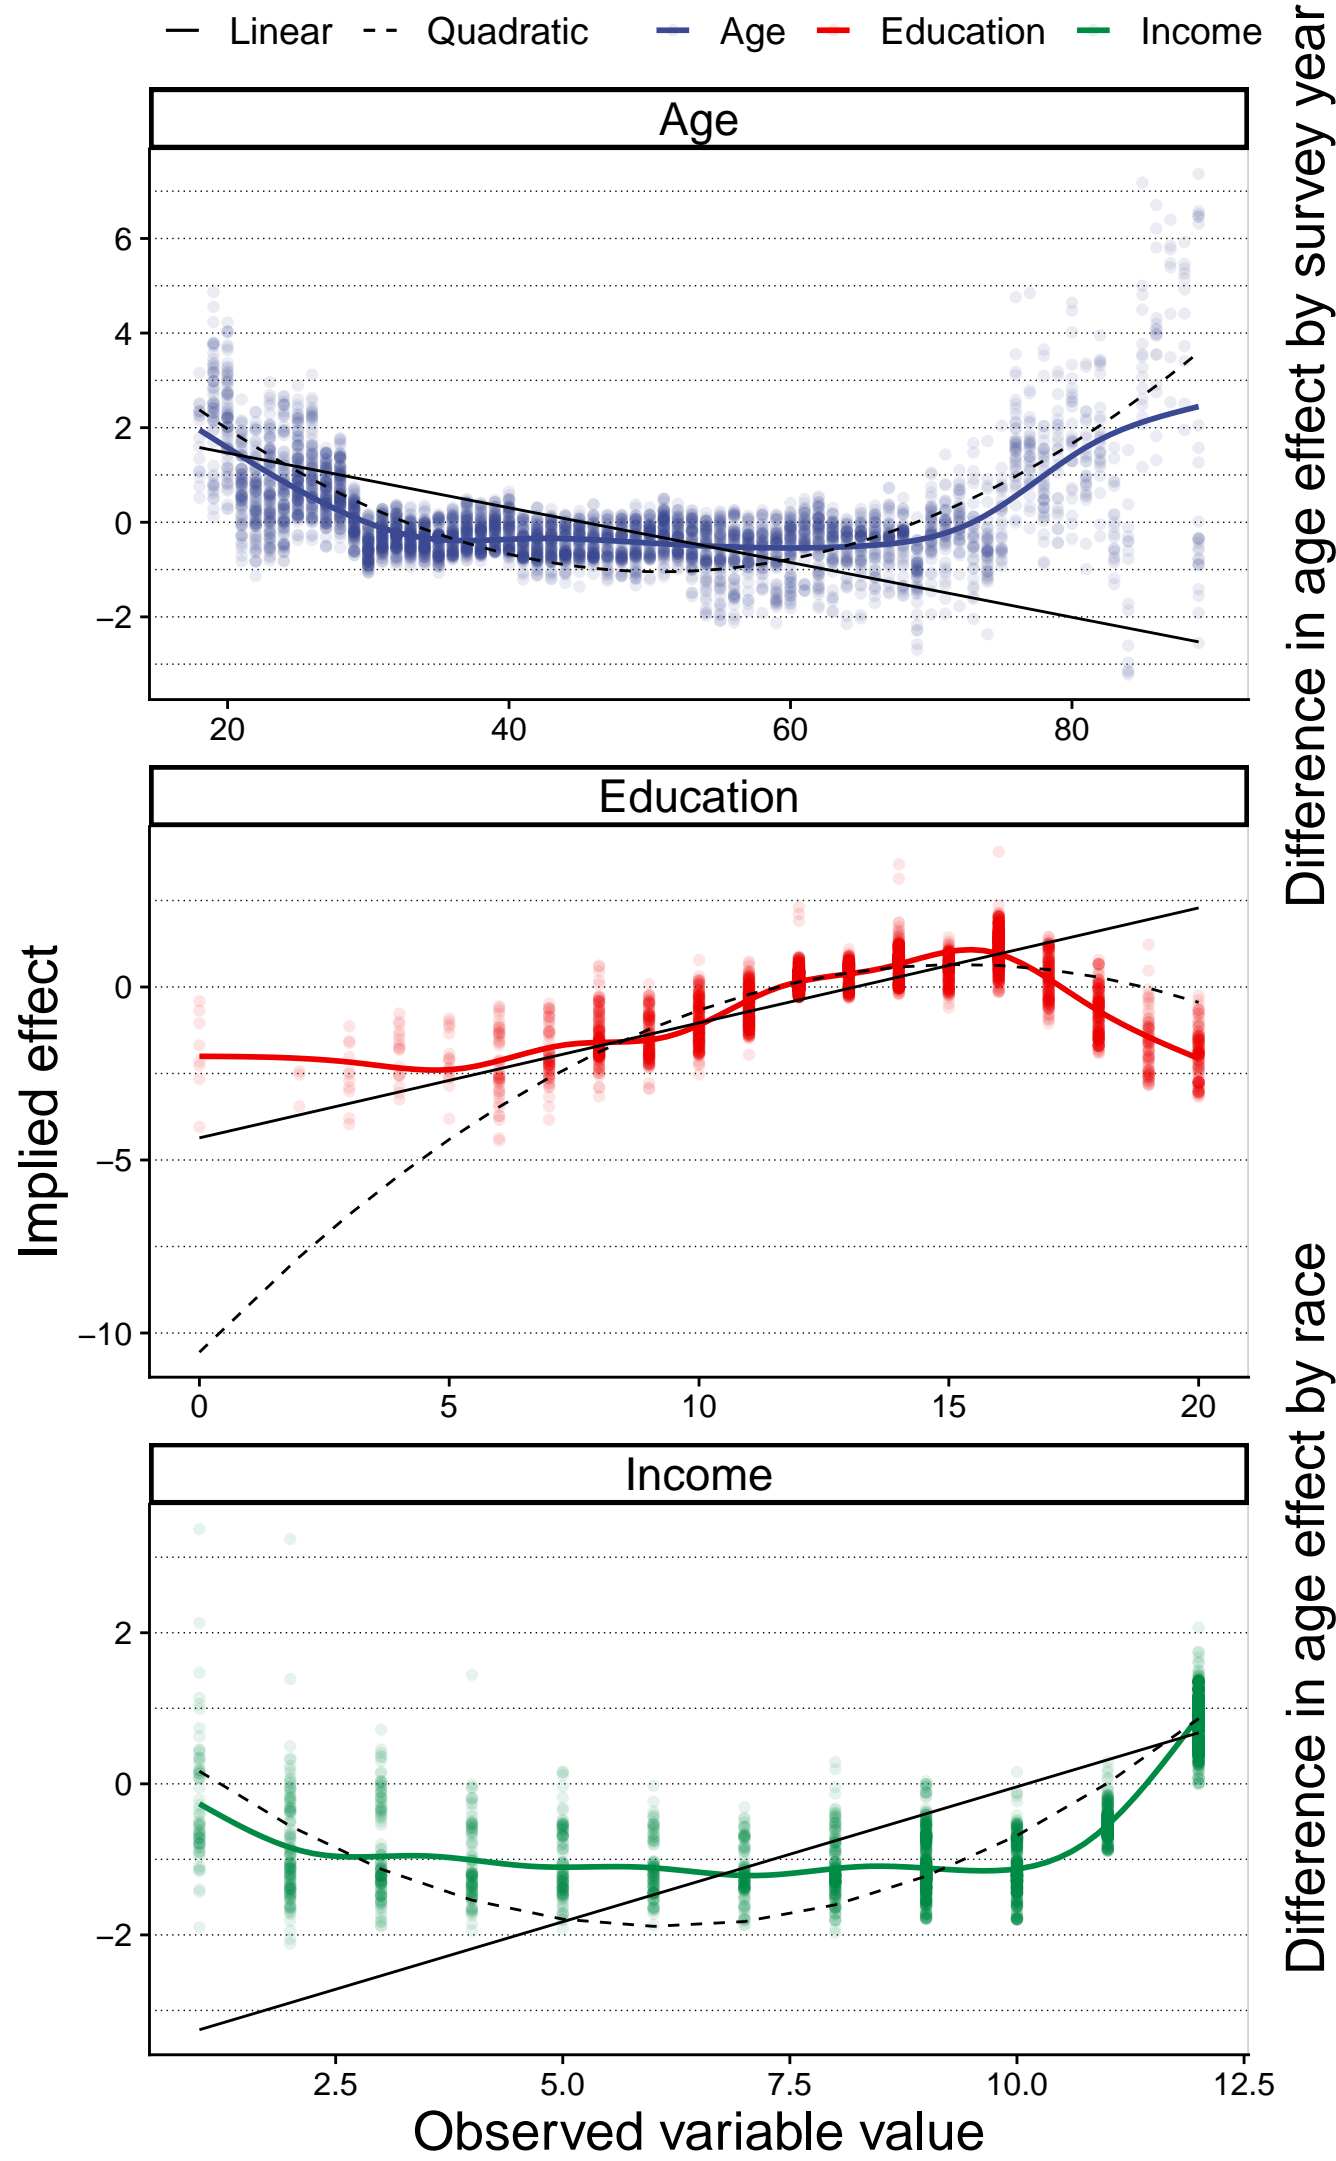 Linear Quadratic Age Education Income
Age
6
4
2
0
−2
20 40 60 80
Education
0
−5
−10
0 5 10 15 20
Income
2
0
−2
2.5 5.0 7.5 10.0 12.5
Observed variable value
Implied effect
Difference in age effect by survey year
Difference in age effect by race